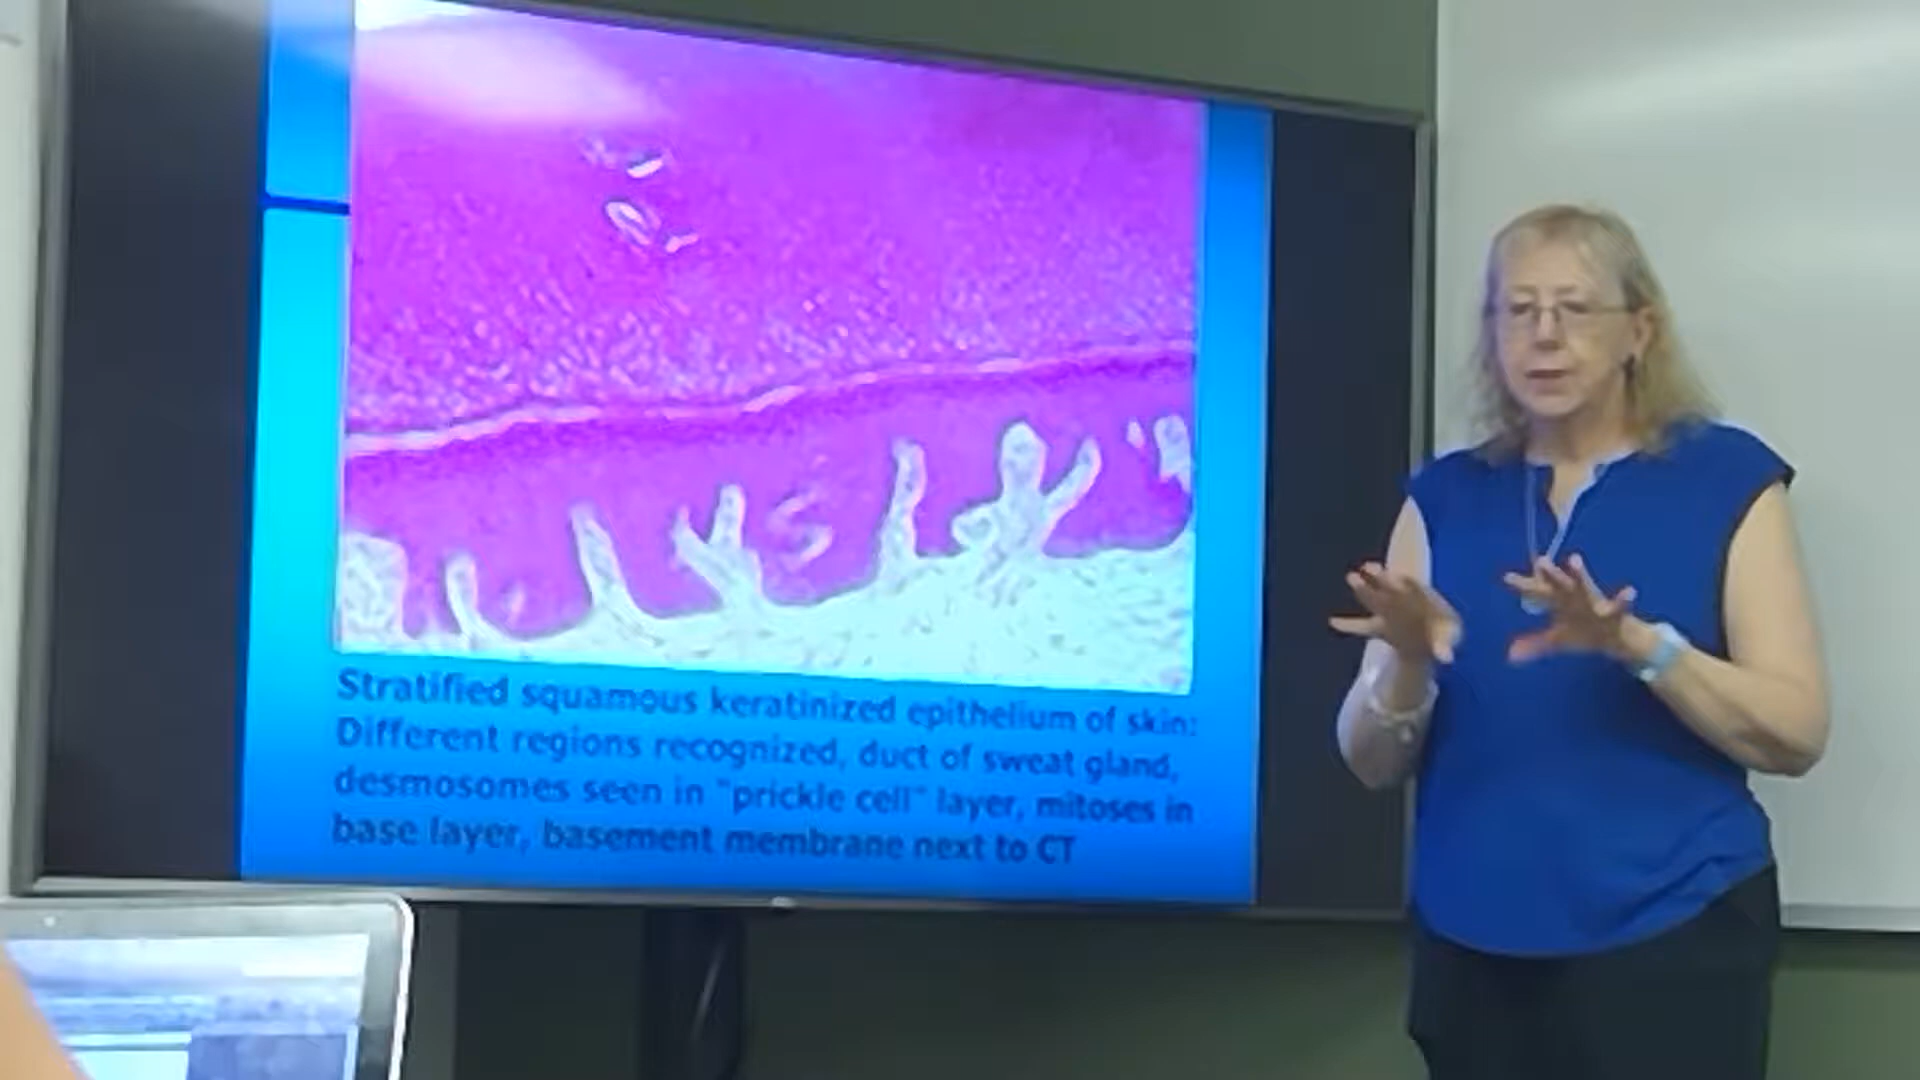 Stratified squamous keratinized epithelium of skin:
Different regions recognized, duct of sweat gland,
desmosomes seen in "prickle cell" layer, mitoses in
base layer, basement membrane next to CT